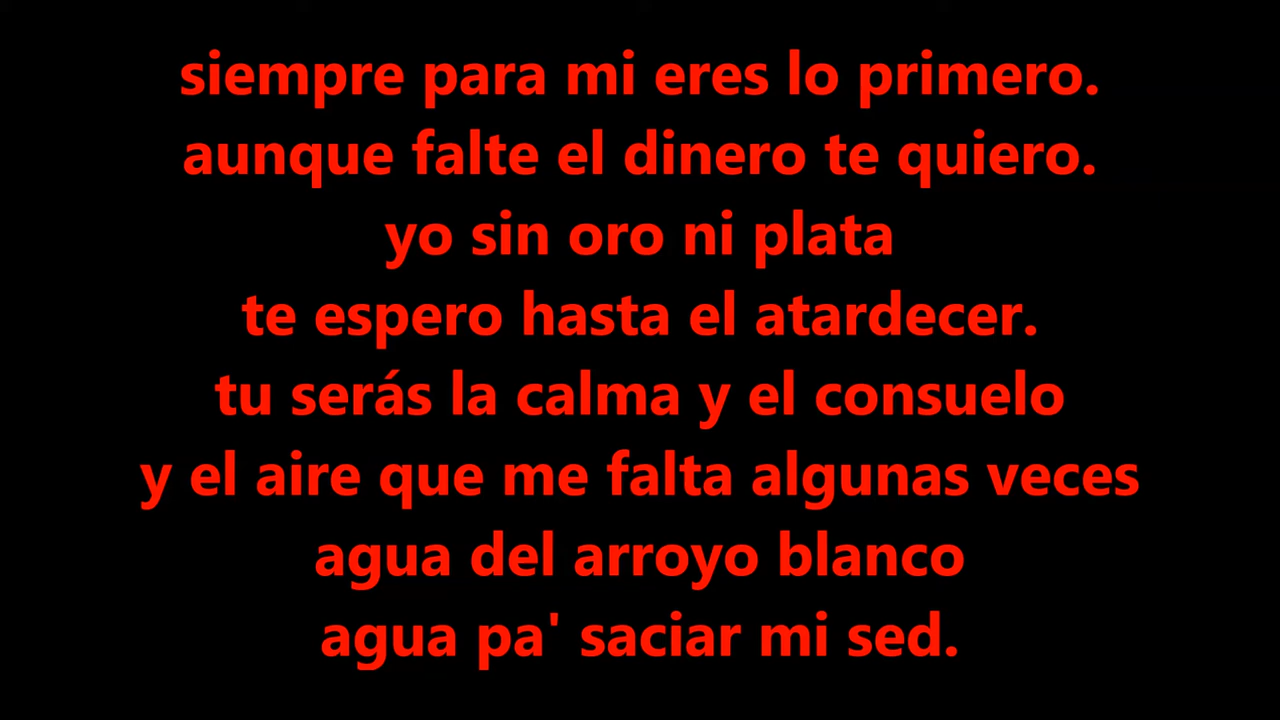 siempre para mi eres lo primero.
aunque falte el dinero te quiero.
yo sin oro ni plata
te espero hasta el atardecer.
tu serás la calma y el consuelo
y el aire que me falta algunas veces
agua del arroyo blanco
agua pa' saciar mi sed.